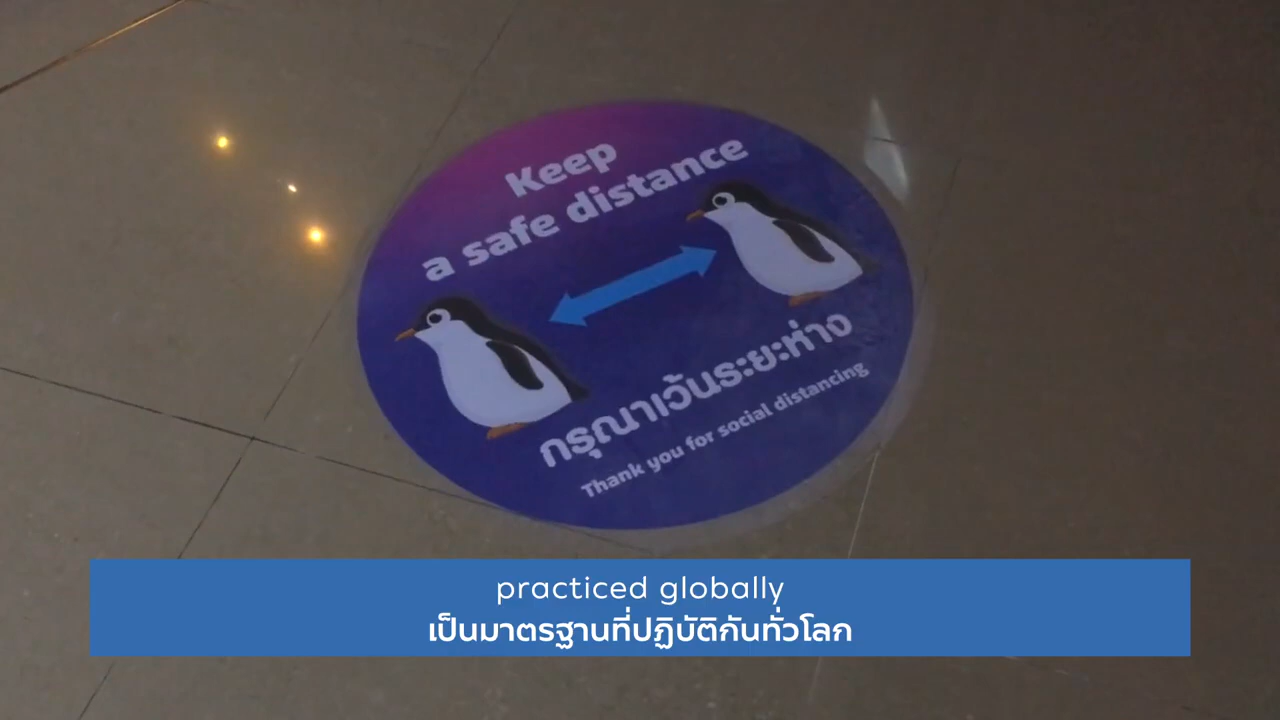 Keep
a safe distance
กรุณาเว้นระยะห่าง
Thank you for social distancing
practiced globally
เป็นมาตรฐานที่ปฏิบัติกันทั่วโลก